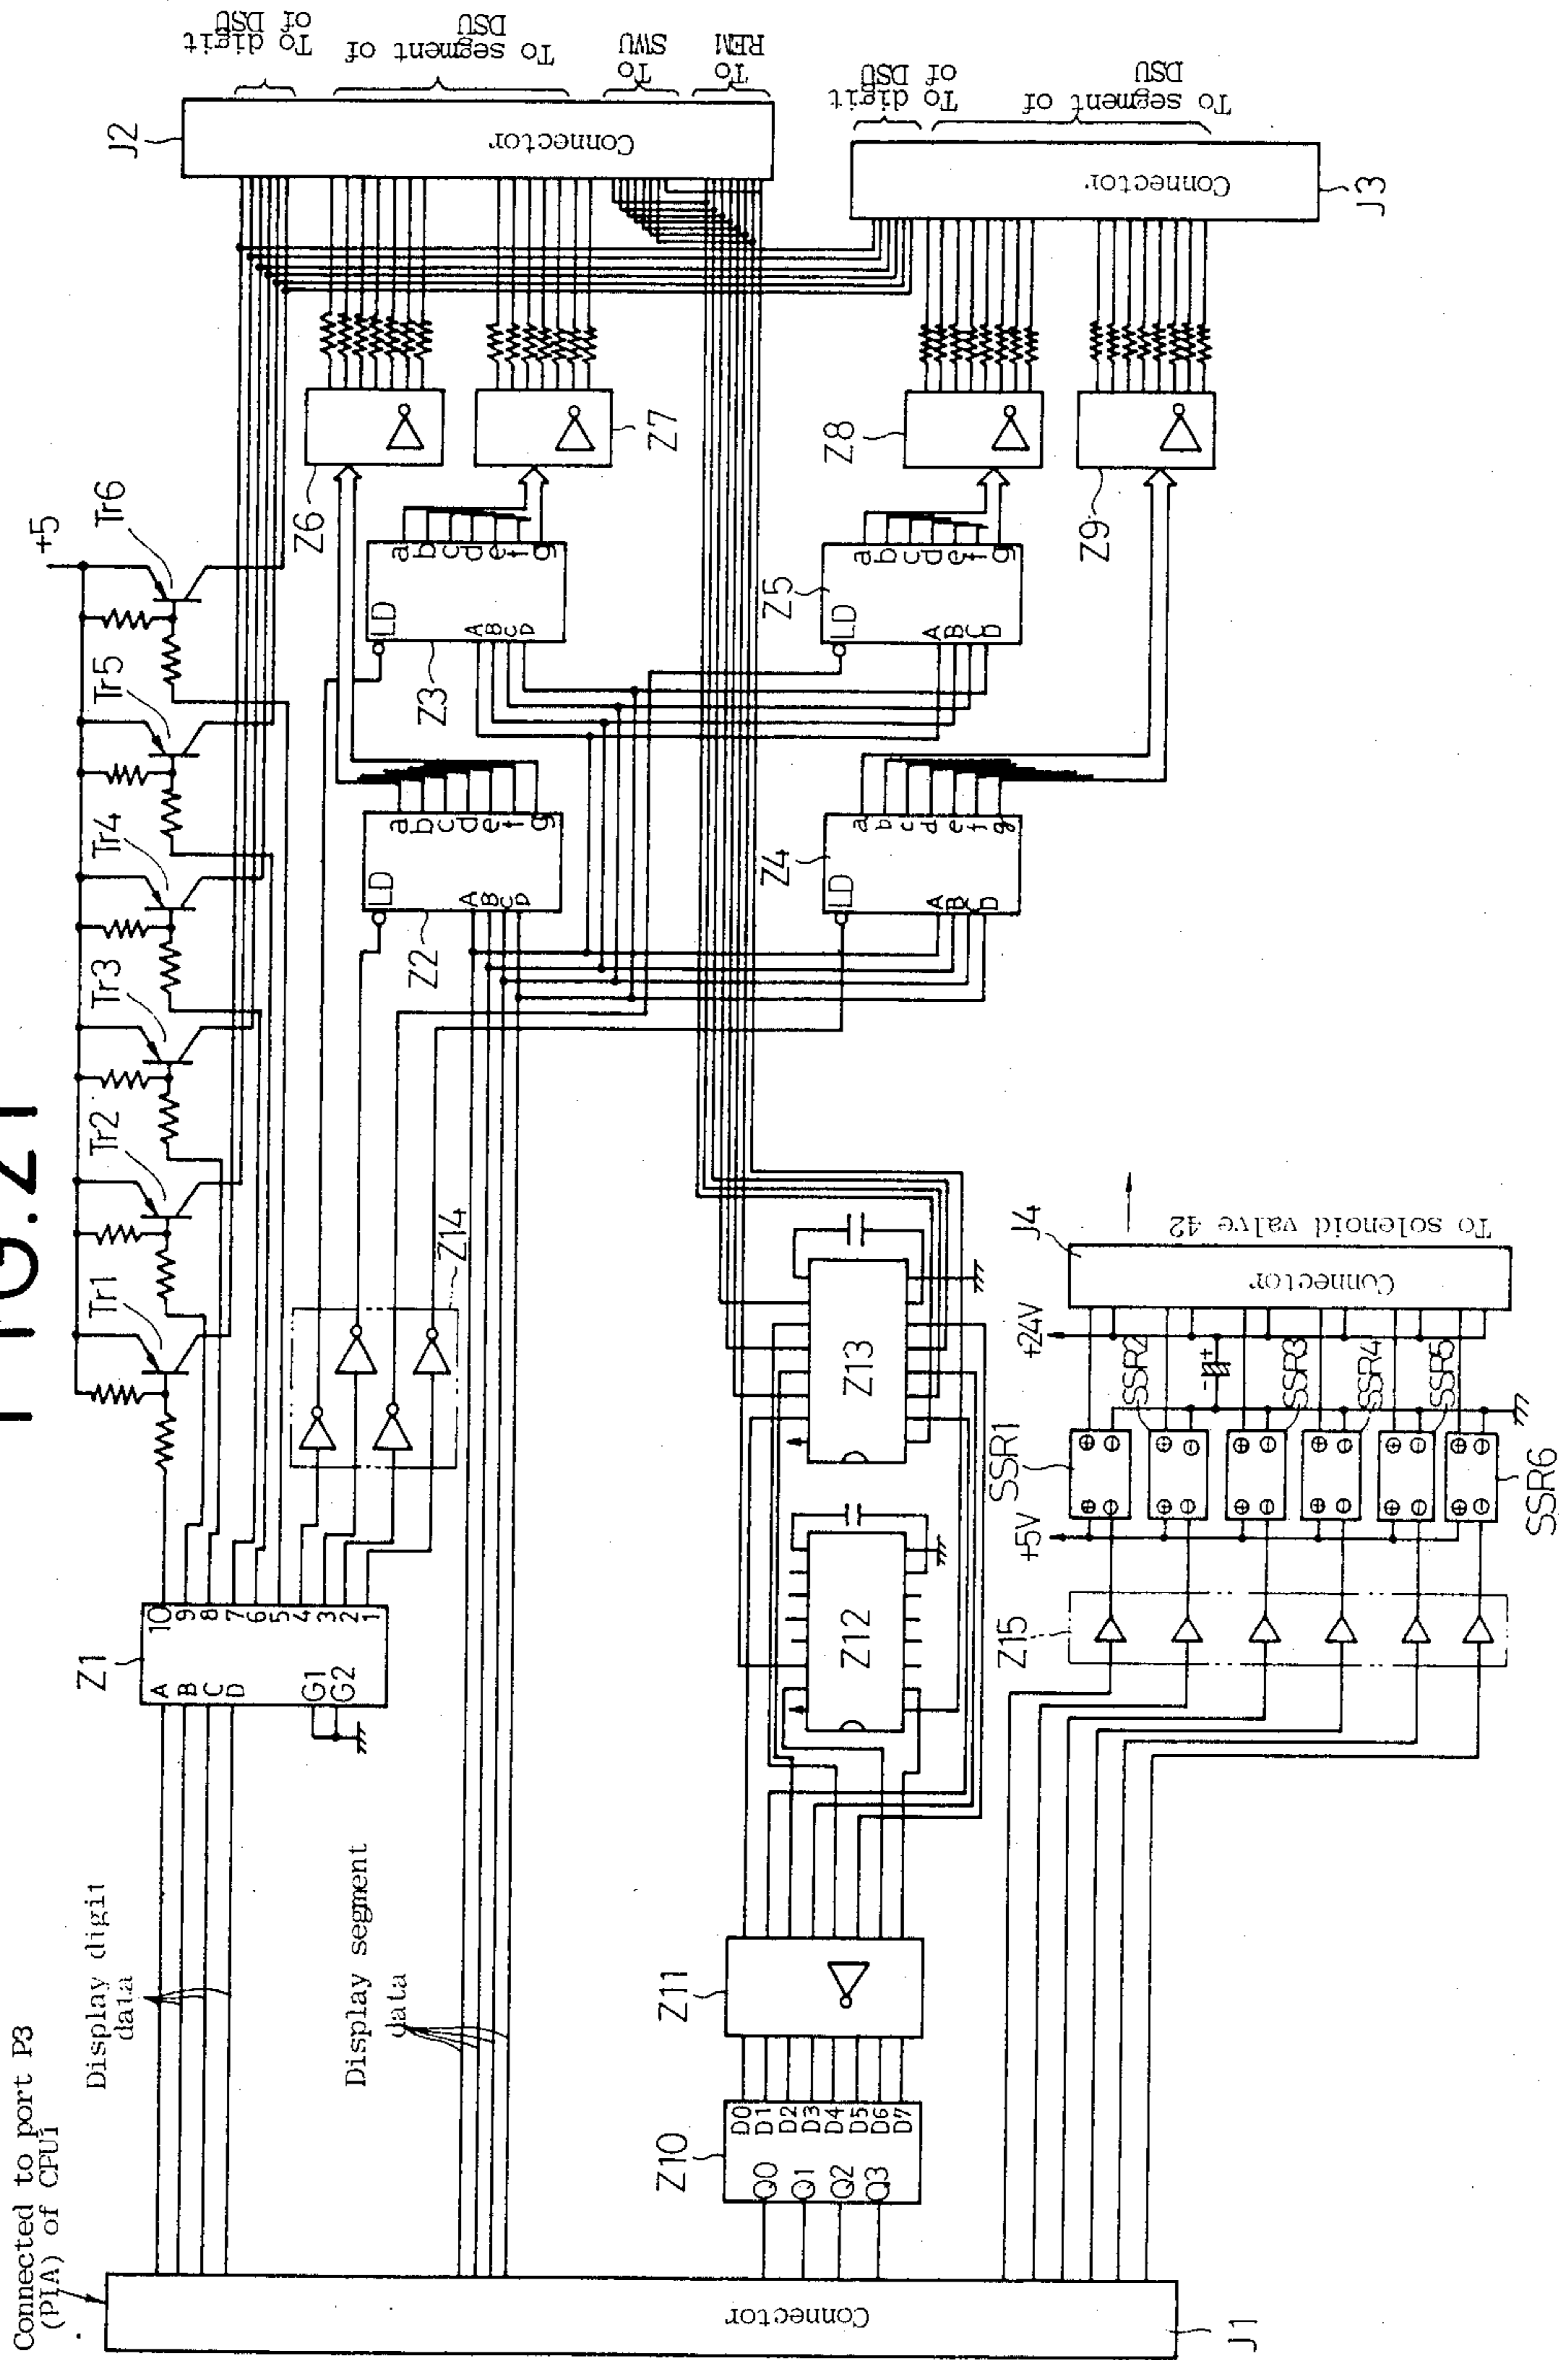 FIG.21
Connected to port P3
(PIA) of CPU1
Display digit
data
Display segment
data
Connector
J1
Z1
A
B
C
D
G1
G2
10
9
8
7
6
5
4
3
2
1
Tr1
Tr2
Tr3
Tr4
Tr5
Tr6
+5
Z14
Z2
LD
A
B
C
D
a
b
c
d
e
f
g
Z3
LD
A
B
C
D
a
b
c
d
e
f
g
Z4
LD
A
B
C
D
a
b
c
d
e
f
g
Z5
LD
A
B
C
D
a
b
c
d
e
f
g
Z6
Z7
Z8
Z9
J2
Connector
To digit
of DSU
To segment of
DSU
To
SWU
To
REM
J3
Connector
To digit
of DSU
To segment of
DSU
Z10
Q0
Q1
Q2
Q3
D0
D1
D2
D3
D4
D5
D6
D7
Z11
Z12
Z13
Z15
+5V
+24V
SSR1
SSR2
SSR3
SSR4
SSR5
SSR6
J4
Connector
To solenoid valve 42